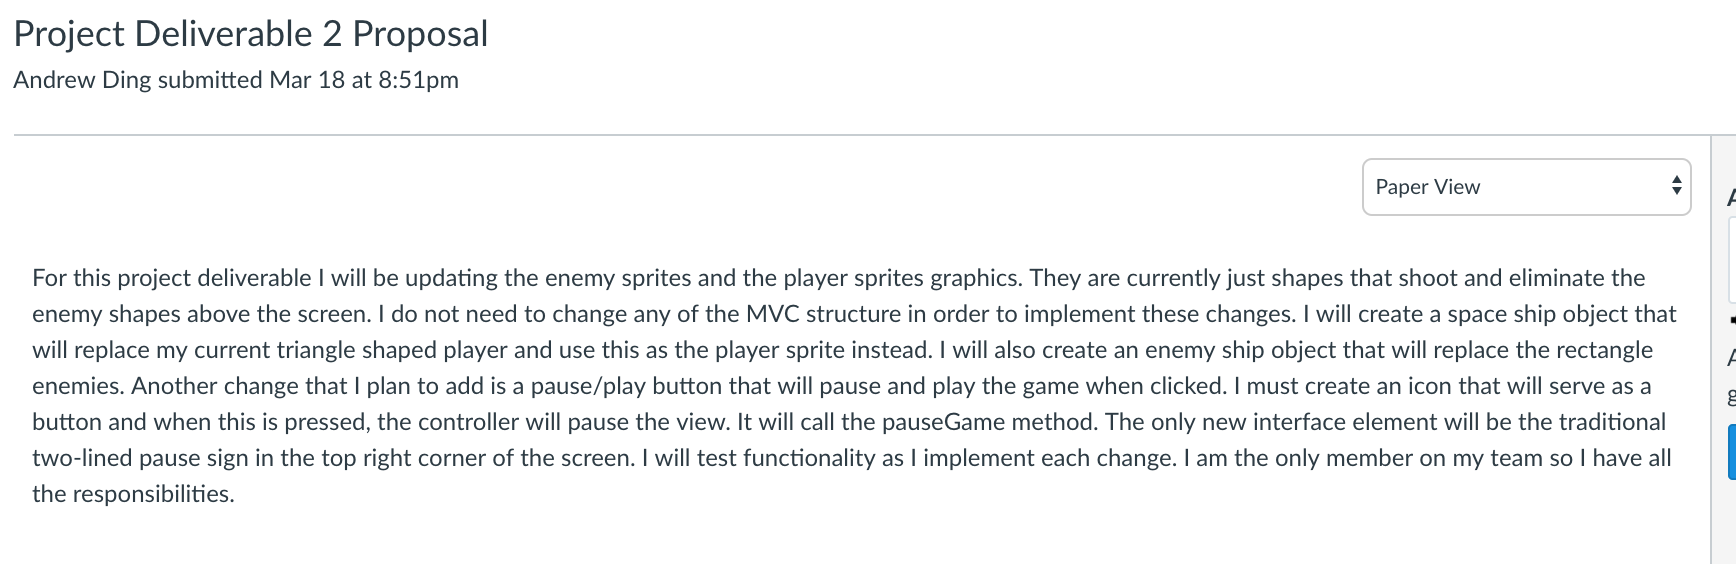 Project Deliverable 2 Proposal
Andrew Ding submitted Mar 18 at 8:51pm
Paper View
For this project deliverable I will be updating the enemy sprites and the player sprites graphics. They are currently just shapes that shoot and eliminate the
enemy shapes above the screen. I do not need to change any of the MVC structure in order to implement these changes. I will create a space ship object that
will replace my current triangle shaped player and use this as the player sprite instead. I will also create an enemy ship object that will replace the rectangle
enemies. Another change that I plan to add is a pause/play button that will pause and play the game when clicked. I must create an icon that will serve as a
button and when this is pressed, the controller will pause the view. It will call the pauseGame method. The only new interface element will be the traditional
two-lined pause sign in the top right corner of the screen. I will test functionality as I implement each change. I am the only member on my team so I have all
the responsibilities.